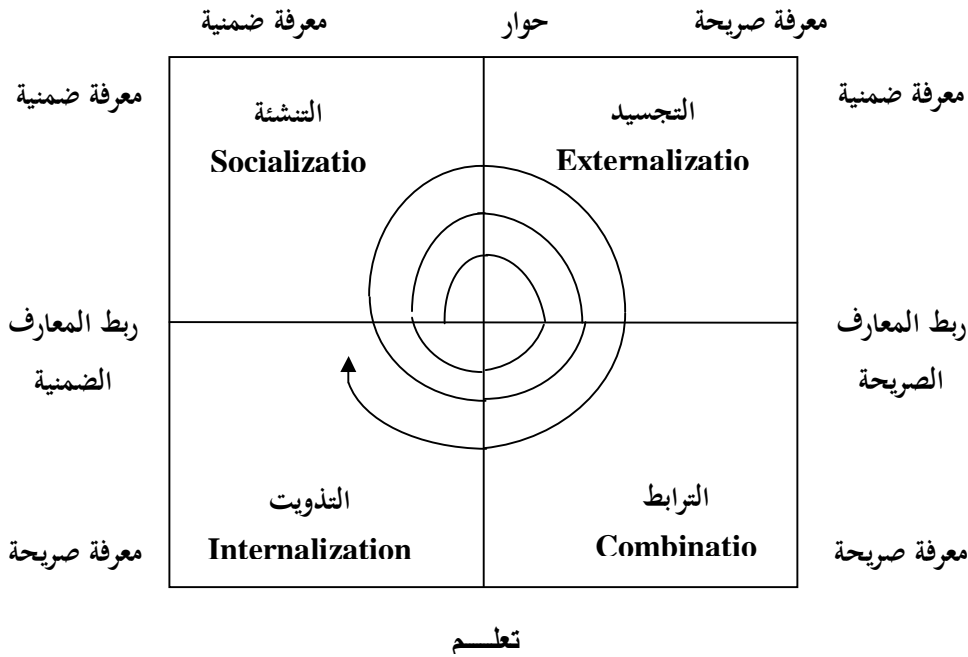 معرفة صريحة
حوار
معرفة ضمنية
معرفة ضمنية
التجسيد
التنشئة
معرفة ضمنية
Externalizatio
Socializatio
ربط المعارف
الصريحة
ربط المعارف
الضمنية
الترابط
التذويت
معرفة صريحة
Combinatio
Internalization
معرفة صريحة
تعلـــم